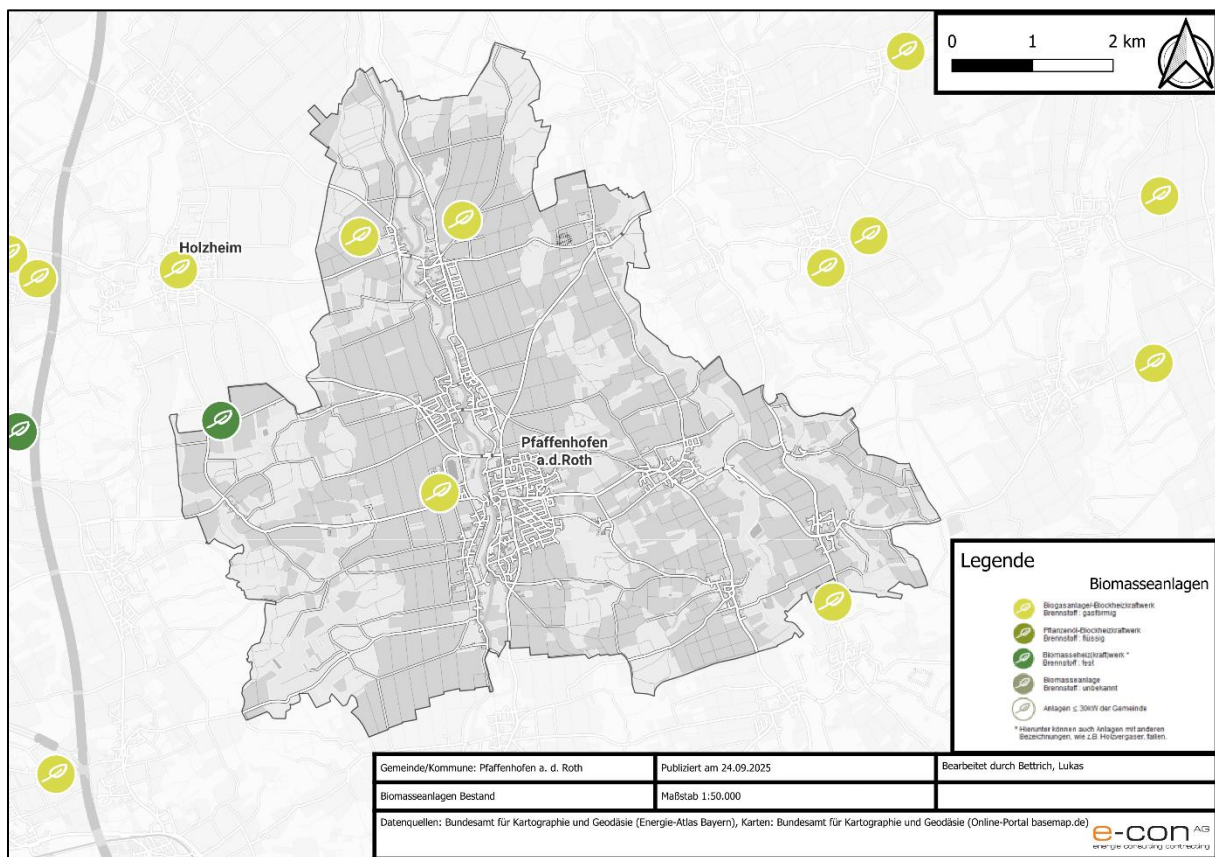 0 1 2 km
Holzheim
Pfaffenhofen
a.d.Roth
Legende
Biomasseanlagen
Biogasanlage/-Blockheizkraftwerk
Brennstoff: gasförmig
Pflanzenöl-Blockheizkraftwerk
Brennstoff: flüssig
Biomasseheiz(kraft)werk *
Brennstoff: fest
Biomasseanlage
Brennstoff: unbekannt
Anlagen ≤ 30kW der Gemeinde
* Hierunter können auch Anlagen mit anderen
Bezeichnungen, wie z.B. Holzvergaser, fallen.
Gemeinde/Kommune: Pfaffenhofen a. d. Roth
Publiziert am 24.09.2025
Bearbeitet durch Bettrich, Lukas
Biomasseanlagen Bestand
Maßstab 1:50.000
Datenquellen: Bundesamt für Kartographie und Geodäsie (Energie-Atlas Bayern), Karten: Bundesamt für Kartographie und Geodäsie (Online-Portal basemap.de)
e-con AG
energie consulting contracting